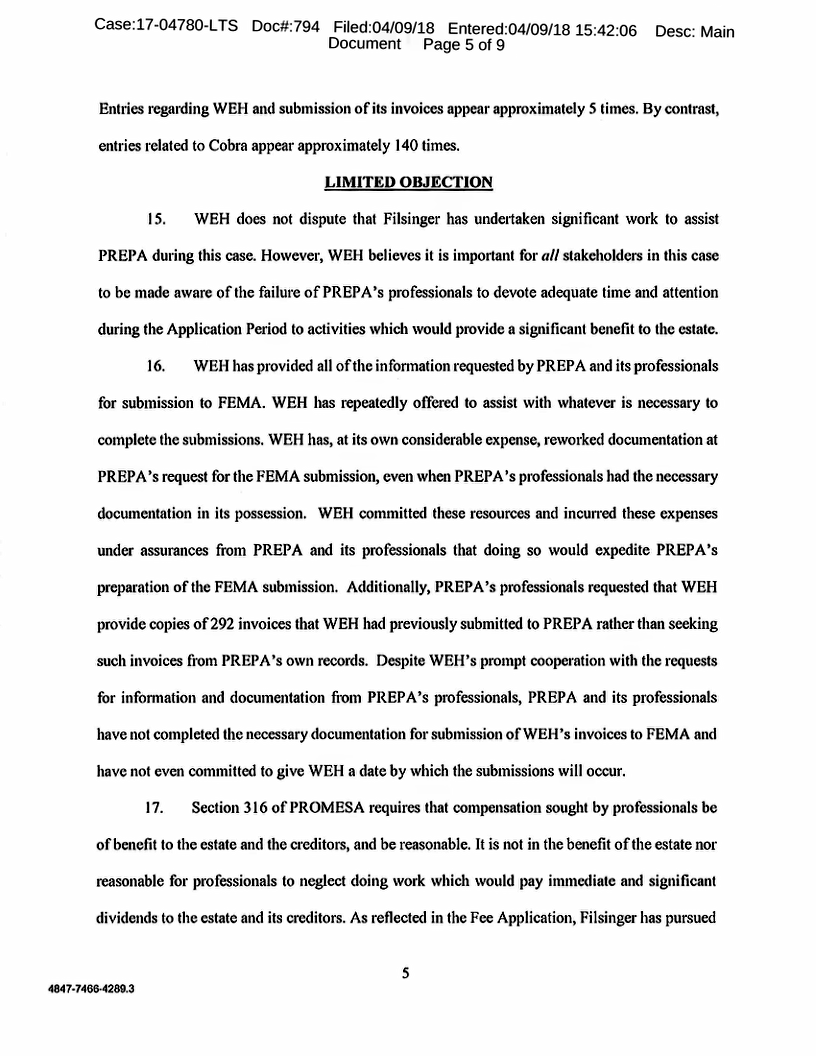 Case:17-04780-LTS Doc#:794 Filed:04/09/18 Entered:04/09/18 15:42:06 Desc: Main
Document Page 5 of 9
Entries regarding WEH and submission of its invoices appear approximately 5 times. By contrast,
entries related to Cobra appear approximately 140 times.
LIMITED OBJECTION
15. WEH does not dispute that Filsinger has undertaken significant work to assist
PREPA during this case. However, WEH believes it is important for all stakeholders in this case
to be made aware of the failure of PREPA's professionals to devote adequate time and attention
during the Application Period to activities which would provide a significant benefit to the estate.
16. WEH has provided all of the information requested by PREPA and its professionals
for submission to FEMA. WEH has repeatedly offered to assist with whatever is necessary to
complete the submissions. WEH has, at its own considerable expense, reworked documentation at
PREPA's request for the FEMA submission, even when PREPA's professionals had the necessary
documentation in its possession. WEH committed these resources and incurred these expenses
under assurances from PREPA and its professionals that doing so would expedite PREPA's
preparation of the FEMA submission. Additionally, PREPA's professionals requested that WEH
provide copies of 292 invoices that WEH had previously submitted to PREPA rather than seeking
such invoices from PREPA's own records. Despite WEH's prompt cooperation with the requests
for information and documentation from PREPA's professionals, PREPA and its professionals
have not completed the necessary documentation for submission of WEH's invoices to FEMA and
have not even committed to give WEH a date by which the submissions will occur.
17. Section 316 of PROMESA requires that compensation sought by professionals be
of benefit to the estate and the creditors, and be reasonable. It is not in the benefit of the estate nor
reasonable for professionals to neglect doing work which would pay immediate and significant
dividends to the estate and its creditors. As reflected in the Fee Application, Filsinger has pursued
5
4847-7466-4289.3